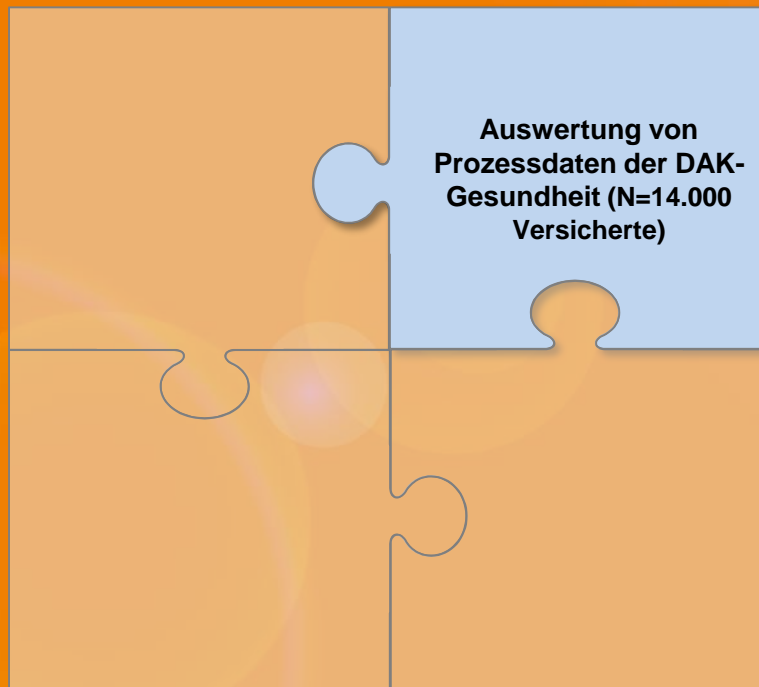 Auswertung von
Prozessdaten der DAK-
Gesundheit (N=14.000
Versicherte)